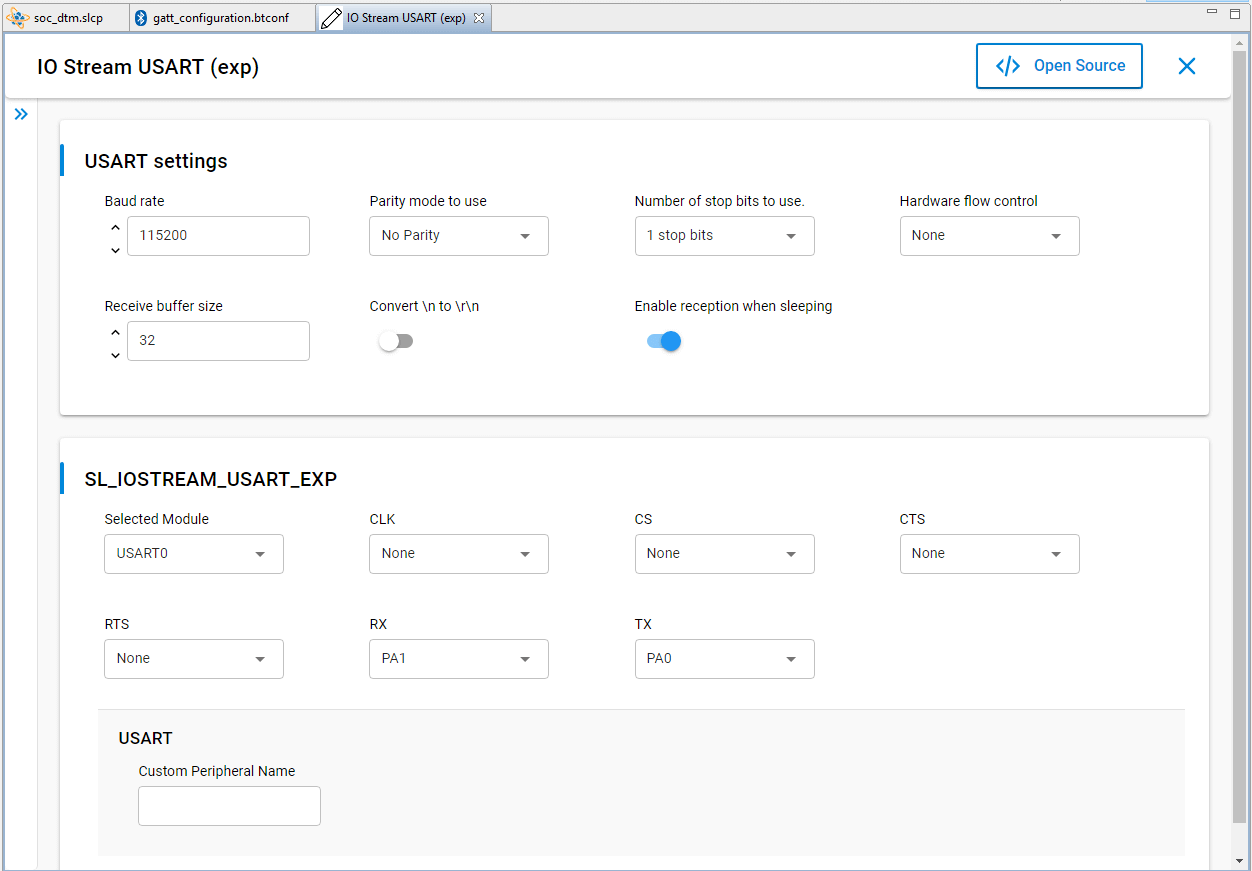 soc_dtm.slcp gatt_configuration.btconf IO Stream USART (exp)
IO Stream USART (exp)
</> Open Source
USART settings
Baud rate Parity mode to use Number of stop bits to use. Hardware flow control
115200 No Parity 1 stop bits None
Receive buffer size Convert \n to \r\n Enable reception when sleeping
32
SL_IOSTREAM_USART_EXP
Selected Module CLK CS CTS
USART0 None None None
RTS RX TX
None PA1 PA0
USART
Custom Peripheral Name